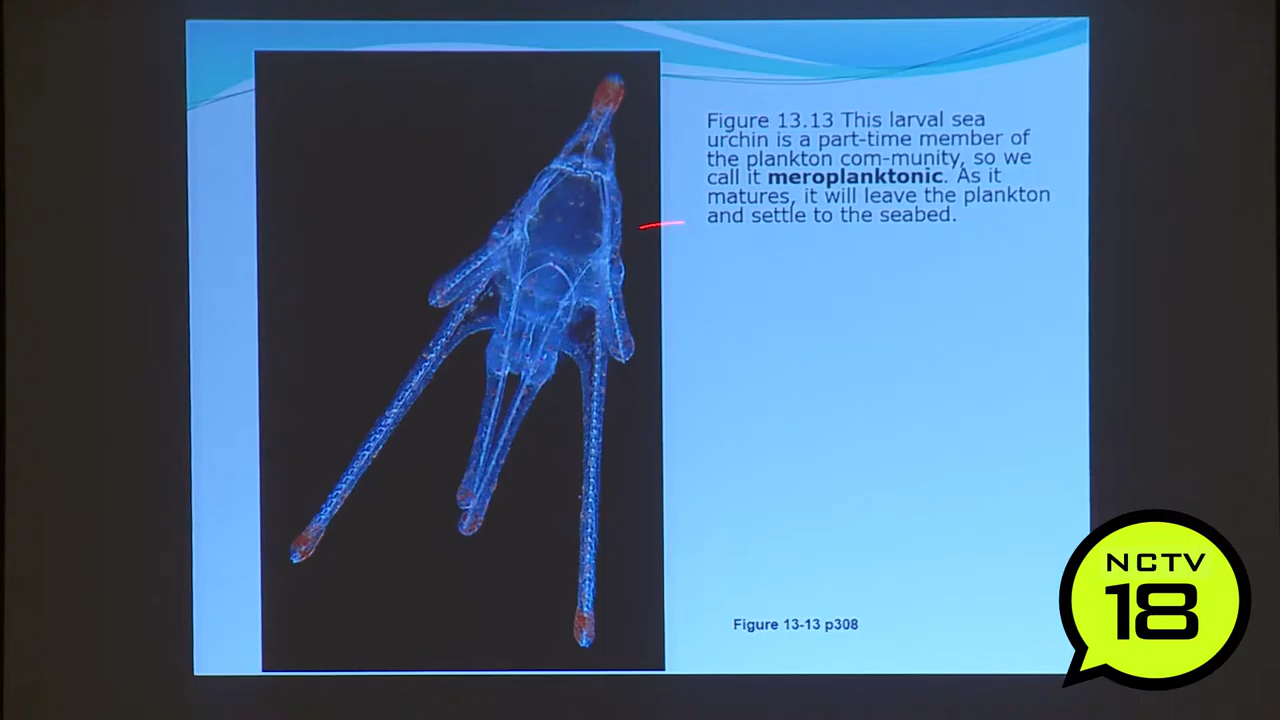 Figure 13.13 This larval sea
urchin is a part-time member of
the plankton com-munity, so we
call it meroplanktonic. As it
matures, it will leave the plankton
and settle to the seabed.
Figure 13-13 p308
NCTV
18